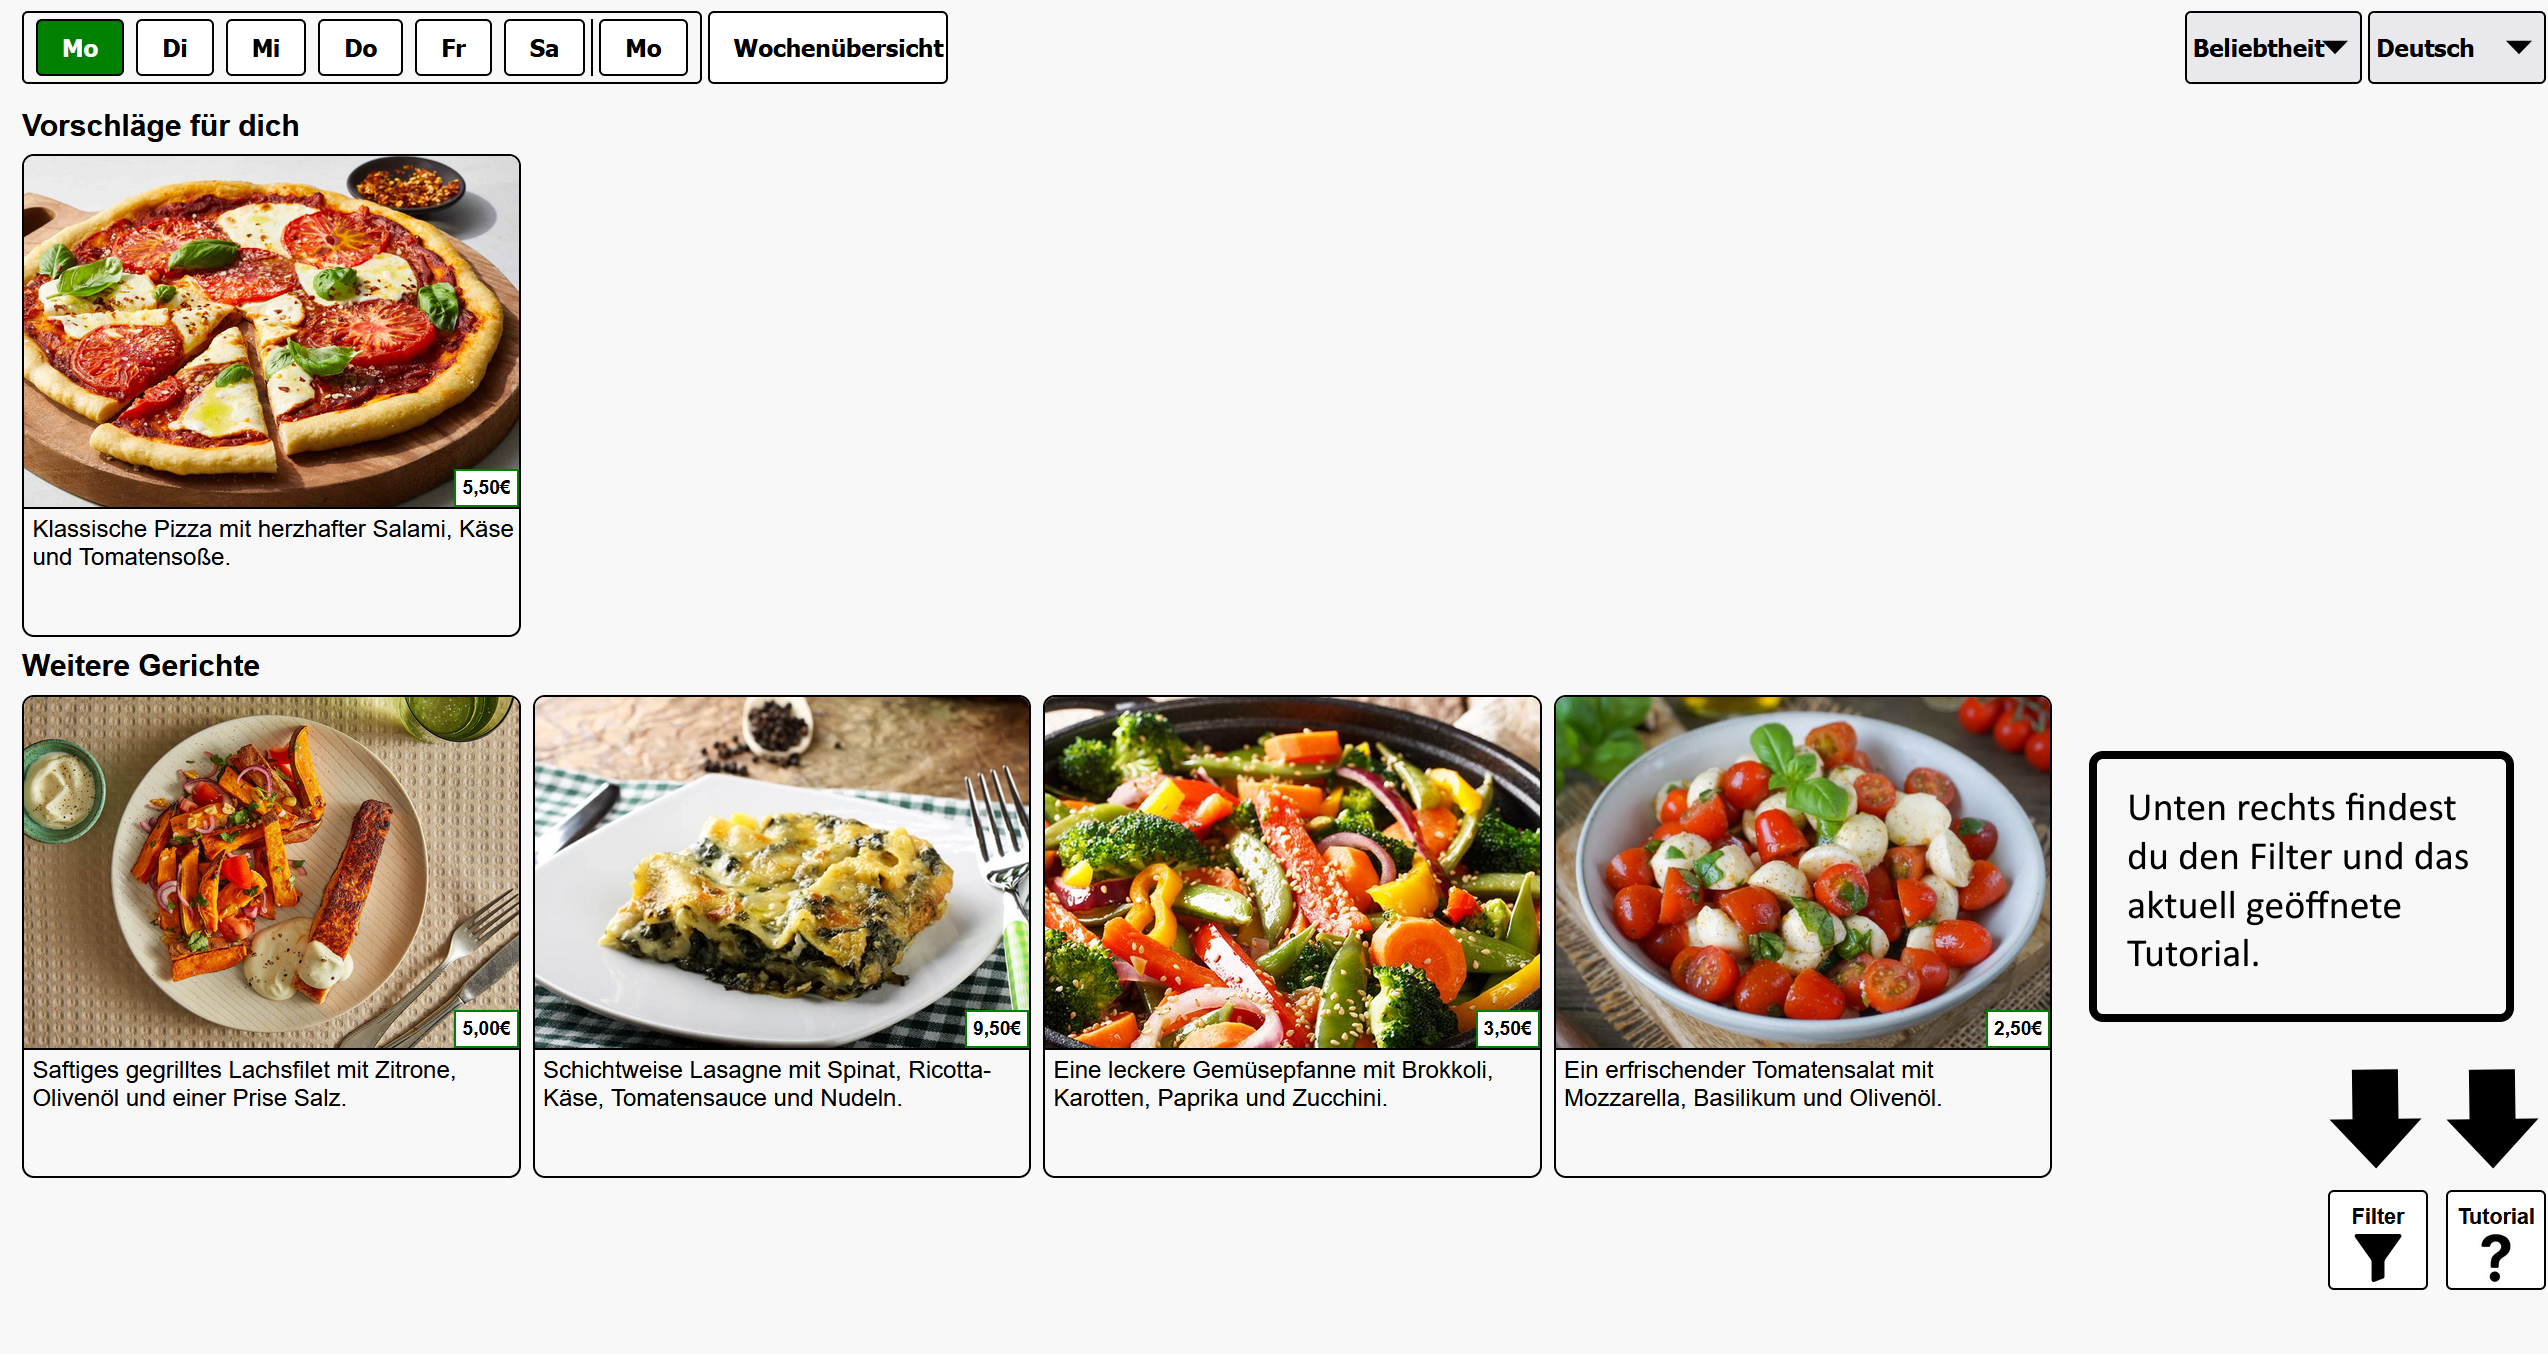 Mo Di Mi Do Fr Sa Mo Wochenübersicht Beliebtheit Deutsch
Vorschläge für dich
5,50€
Klassische Pizza mit herzhafter Salami, Käse
und Tomatensoße.
Weitere Gerichte
5,00€
Saftiges gegrilltes Lachsfilet mit Zitrone,
Olivenöl und einer Prise Salz.
9,50€
Schichtweise Lasagne mit Spinat, Ricotta-
Käse, Tomatensauce und Nudeln.
3,50€
Eine leckere Gemüsepfanne mit Brokkoli,
Karotten, Paprika und Zucchini.
2,50€
Ein erfrischender Tomatensalat mit
Mozzarella, Basilikum und Olivenöl.
Unten rechts findest
du den Filter und das
aktuell geöffnete
Tutorial.
Filter
Tutorial
?